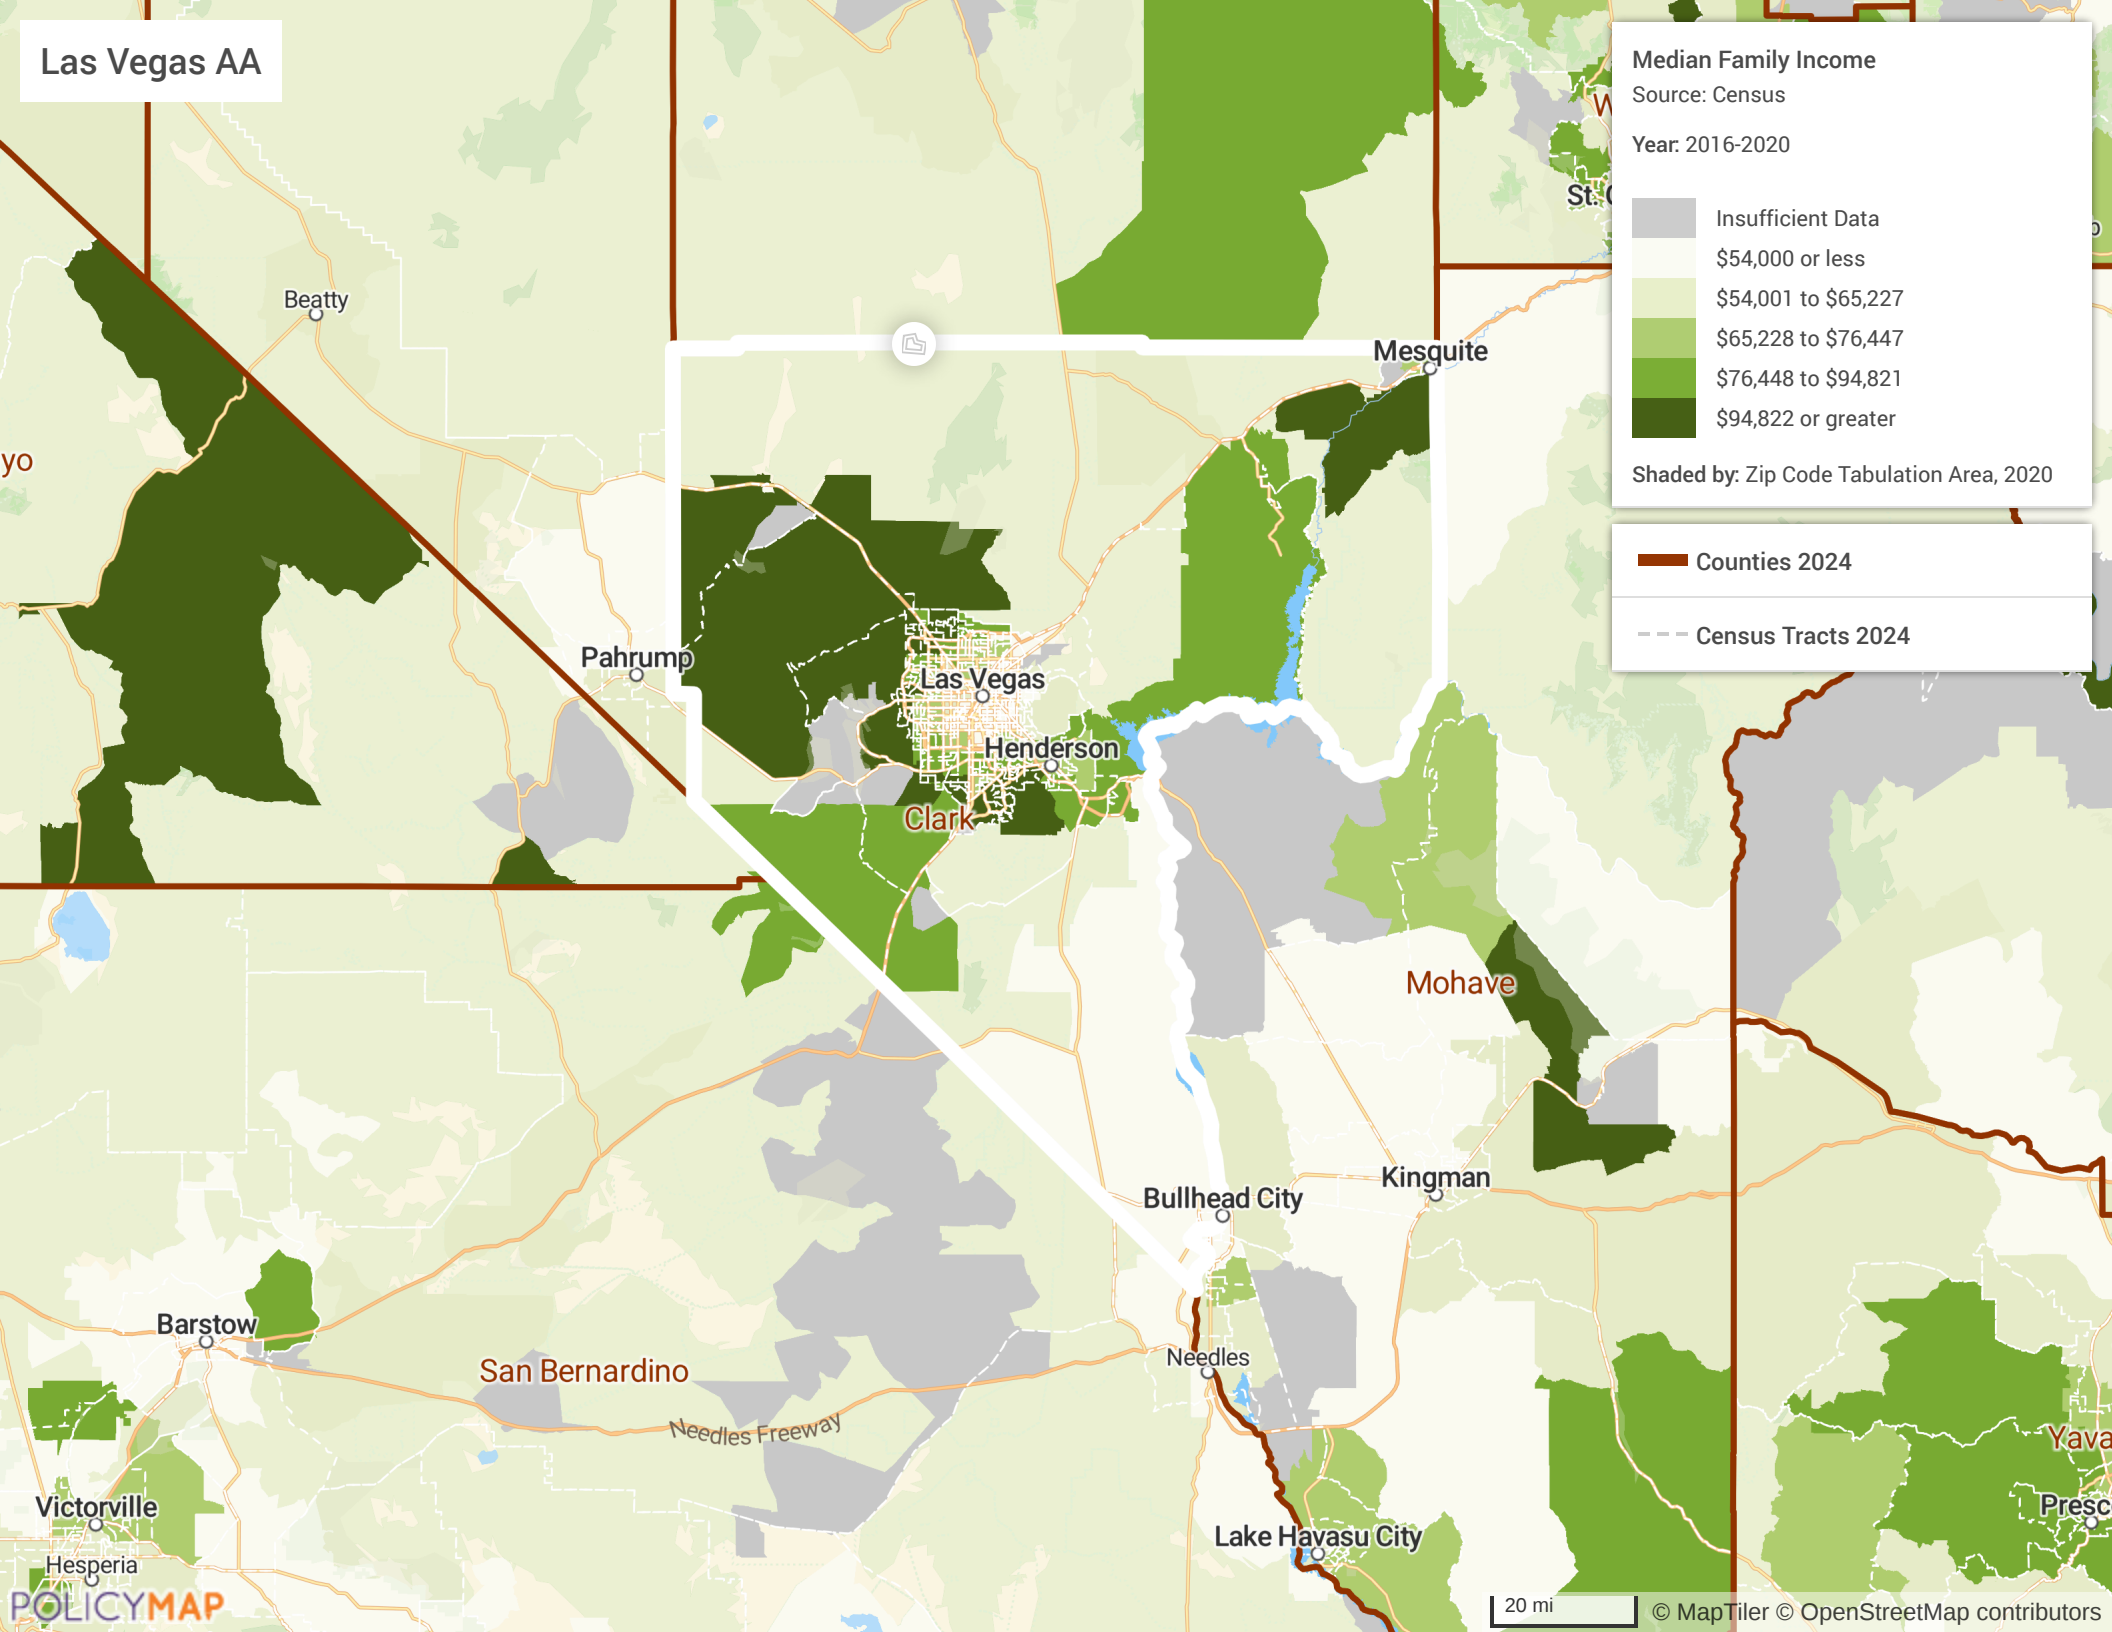 Las Vegas AA
Median Family Income
Source: Census
Year: 2016-2020
Insufficient Data
$54,000 or less
$54,001 to $65,227
$65,228 to $76,447
$76,448 to $94,821
$94,822 or greater
Shaded by: Zip Code Tabulation Area, 2020
Counties 2024
Census Tracts 2024
W
St. G
Beatty
Mesquite
yo
Pahrump
Las Vegas
Henderson
Clark
Mohave
Kingman
Bullhead City
Barstow
Needles
San Bernardino
Needles Freeway
Yava
Victorville
Presc
Lake Havasu City
Hesperia
POLICYMAP
20 mi
© MapTiler © OpenStreetMap contributors